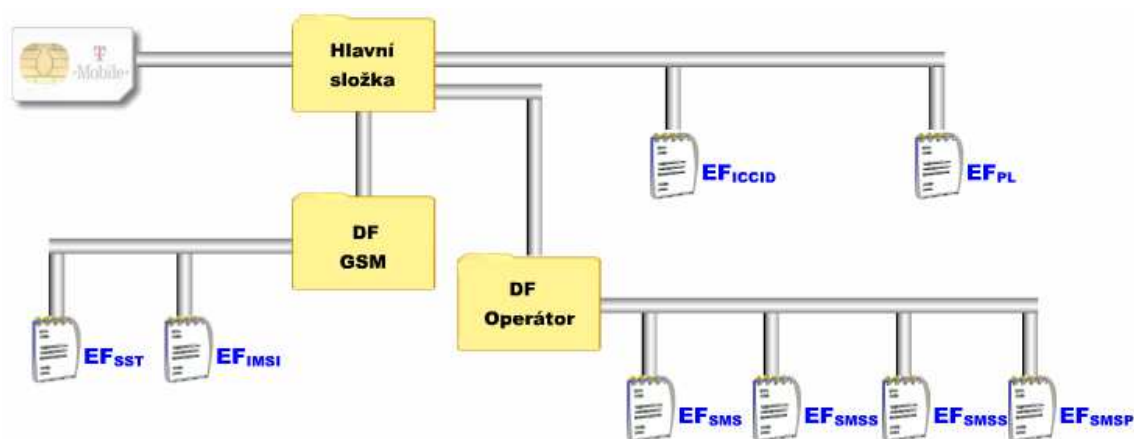 T
·Mobile·
Hlavní
složka
EFICCID
EFPL
DF
GSM
DF
Operátor
EFSST
EFIMSI
EFSMS
EFSMSS
EFSMSS
EFSMSP